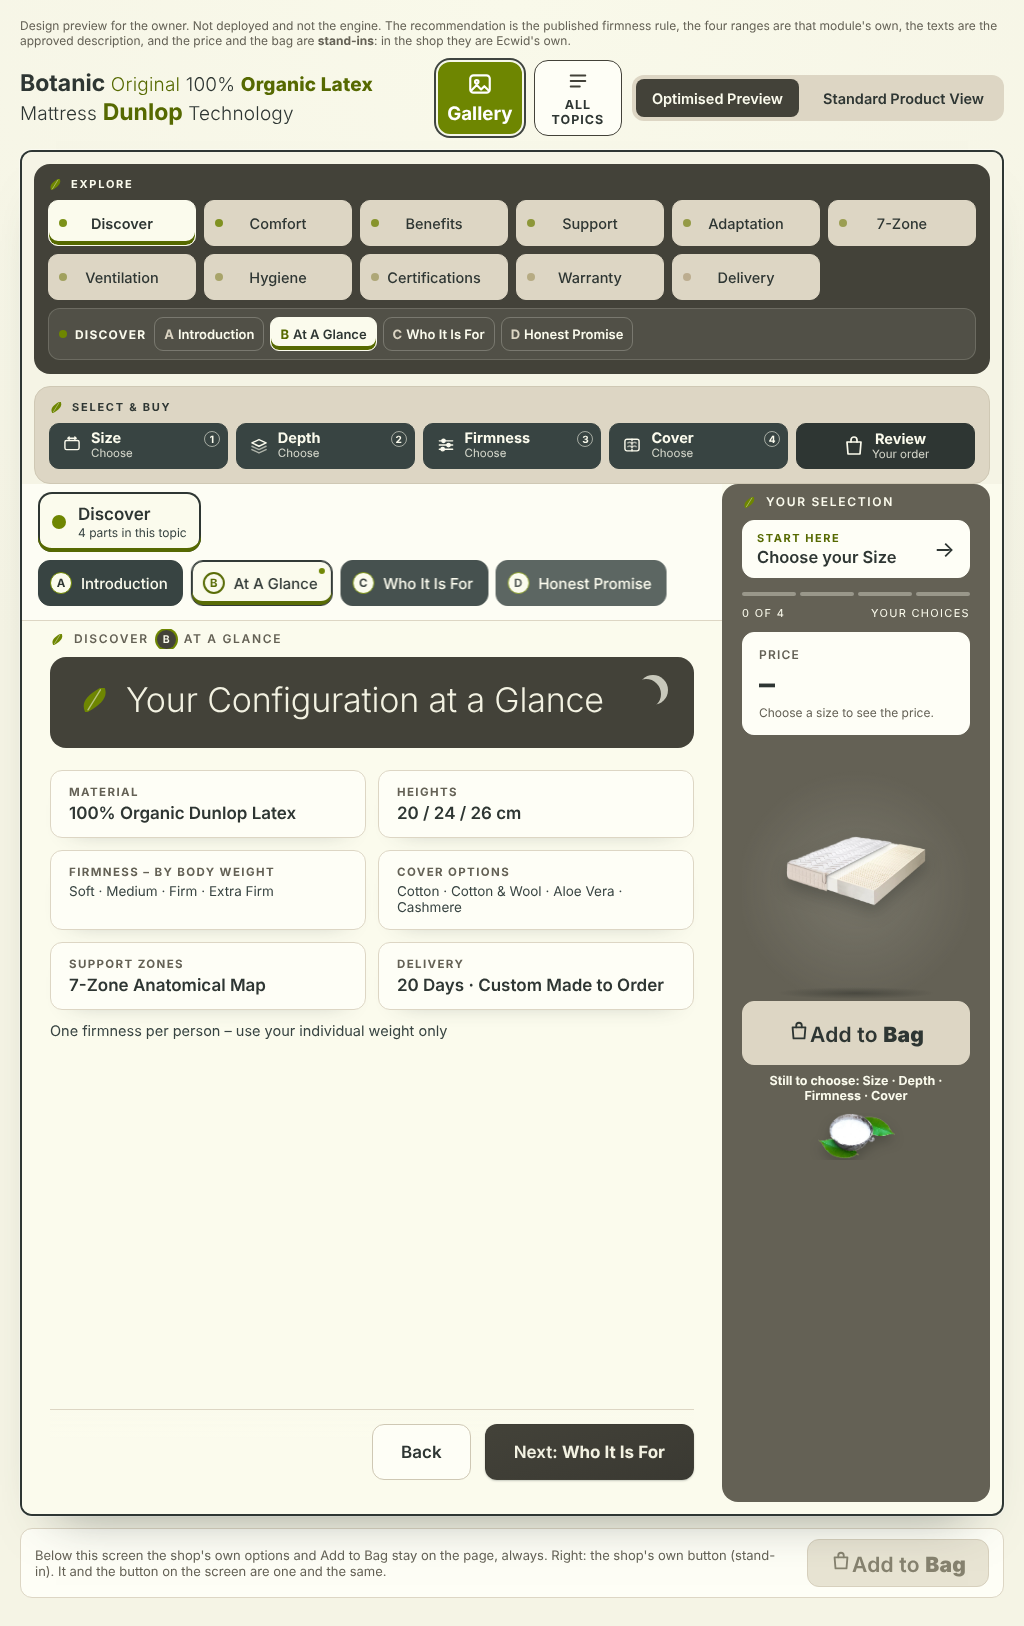 Design preview for the owner. Not deployed and not the engine. The recommendation is the published firmness rule, the four ranges are that module's own, the texts are the
approved description, and the price and the bag are stand-ins: in the shop they are Ecwid's own.
Botanic Original 100% Organic Latex
Mattress Dunlop Technology
Gallery
ALL
TOPICS
Optimised Preview
Standard Product View
EXPLORE
Discover
Comfort
Benefits
Support
Adaptation
7-Zone
Ventilation
Hygiene
Certifications
Warranty
Delivery
DISCOVER
A Introduction
B At A Glance
C Who It Is For
D Honest Promise
SELECT & BUY
Size
Choose
1
Depth
Choose
2
Firmness
Choose
3
Cover
Choose
4
Review
Your order
Discover
4 parts in this topic
A Introduction
B At A Glance
C Who It Is For
D Honest Promise
DISCOVER B AT A GLANCE
Your Configuration at a Glance
MATERIAL
100% Organic Dunlop Latex
HEIGHTS
20 / 24 / 26 cm
FIRMNESS – BY BODY WEIGHT
Soft · Medium · Firm · Extra Firm
COVER OPTIONS
Cotton · Cotton & Wool · Aloe Vera ·
Cashmere
SUPPORT ZONES
7-Zone Anatomical Map
DELIVERY
20 Days · Custom Made to Order
One firmness per person – use your individual weight only
Back
Next: Who It Is For
YOUR SELECTION
START HERE
Choose your Size
0 OF 4
YOUR CHOICES
PRICE
–
Choose a size to see the price.
Add to Bag
Still to choose: Size · Depth ·
Firmness · Cover
Below this screen the shop's own options and Add to Bag stay on the page, always. Right: the shop's own button (stand-
in). It and the button on the screen are one and the same.
Add to Bag